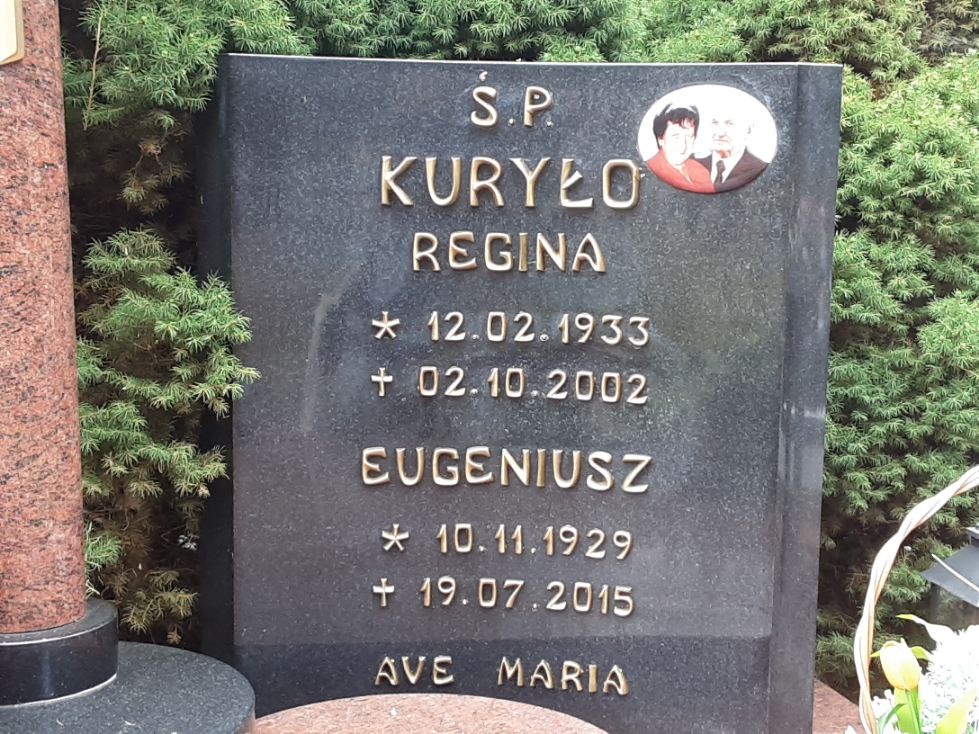 Ś.P.
KURYŁO
REGINA
* 12.02.1933
✝ 02.10.2002
EUGENIUSZ
* 10.11.1929
✝ 19.07.2015
AVE MARIA